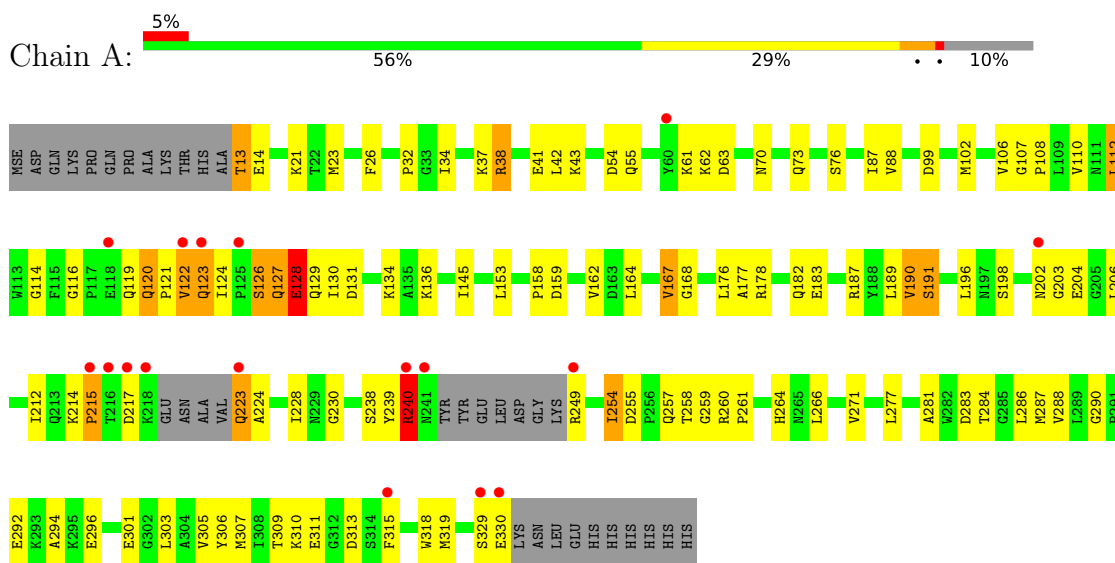 5%
Chain A:
56% 29% • • 10%
MSE ASP GLN LYS PRO GLN PRO ALA LYS THR HIS ALA T13 E14 K21 T22 M23 F26 P32 G33 I34 K37 R38 E41 L42 K43 D54 Q55 Y60 K61 K62 D63 N70 Q73 S76 I87 V88 D99 M102 V106 G107 P108 L109 V110 N111 L112
W113 G114 F115 G116 P117 E118 Q119 Q120 P121 V122 Q123 I124 P125 S126 Q127 E128 Q129 I130 D131 K134 A135 K136 I145 L153 P158 D159 V162 D163 L164 V167 G168 L176 A177 R178 Q182 E183 R187 Y188 L189 V190 S191 L196 N197 S198 N202 G203 E204 G205 L206
I212 Q213 K214 P215 T216 D217 K218 GLU ASN ALA VAL Q223 A224 I228 N229 G230 S238 Y239 R240 N241 TYR TYR GLU LEU ASP GLY LYS R249 I254 D255 P256 Q257 T258 G259 R260 P261 H264 N265 L266 V271 L277 A281 W282 D283 T284 G285 L286 M287 V288 L289 G290
E292 K293 A294 K295 E296 E301 G302 L303 A304 V305 Y306 M307 I308 T309 K310 E311 G312 D313 S314 F315 W318 M319 S329 E330 LYS ASN LEU GLU HIS HIS HIS HIS HIS HIS